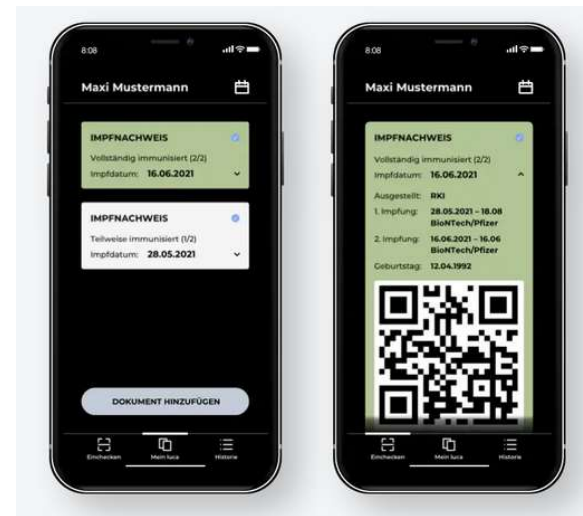 8:08
Maxi Mustermann
IMPFNACHWEIS
Vollständig immunisiert (2/2)
Impfdatum: 16.06.2021
IMPFNACHWEIS
Teilweise immunisiert (1/2)
Impfdatum: 28.05.2021
DOKUMENT HINZUFÜGEN
Einchecken Mein luca Historie
8:08
Maxi Mustermann
IMPFNACHWEIS
Vollständig immunisiert (2/2)
Impfdatum: 16.06.2021
Ausgestellt: RKI
1. Impfung: 28.05.2021 – 18.08
BioNTech/Pfizer
2. Impfung: 16.06.2021 – 16.06
BioNTech/Pfizer
Geburtstag: 12.04.1992
Einchecken Mein luca Historie